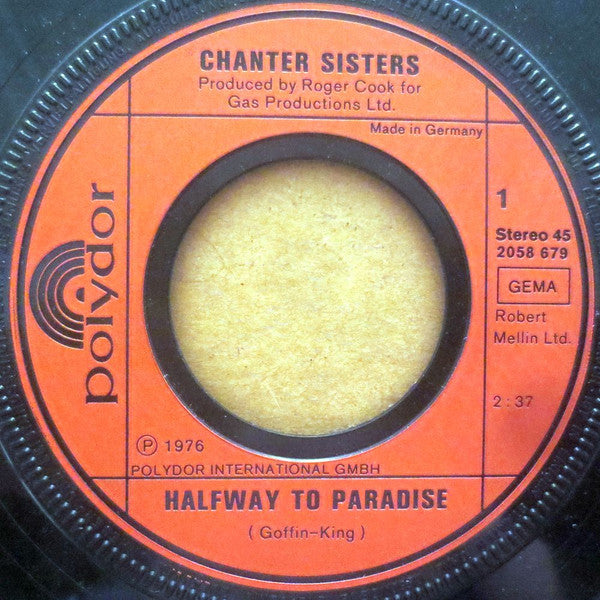 CHANTER SISTERS
Produced by Roger Cook for
Gas Productions Ltd.
Made in Germany
polydor
1
Stereo 45
2058 679
GEMA
Robert
Mellin Ltd.
2:37
℗ 1976
POLYDOR INTERNATIONAL GMBH
HALFWAY TO PARADISE
(Goffin-King)